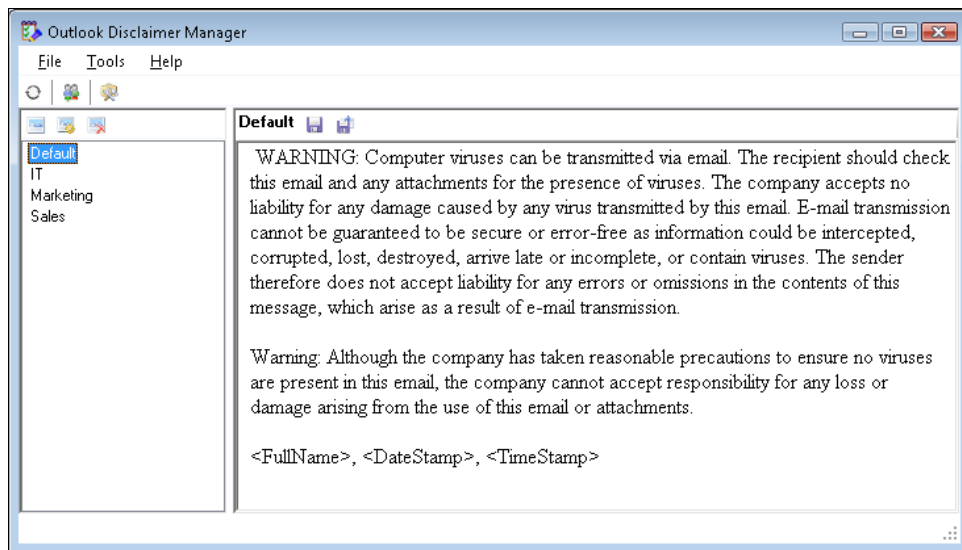 Outlook Disclaimer Manager
File Tools Help
Default
IT
Marketing
Sales
Default
WARNING: Computer viruses can be transmitted via email. The recipient should check
this email and any attachments for the presence of viruses. The company accepts no
liability for any damage caused by any virus transmitted by this email. E-mail transmission
cannot be guaranteed to be secure or error-free as information could be intercepted,
corrupted, lost, destroyed, arrive late or incomplete, or contain viruses. The sender
therefore does not accept liability for any errors or omissions in the contents of this
message, which arise as a result of e-mail transmission.
Warning: Although the company has taken reasonable precautions to ensure no viruses
are present in this email, the company cannot accept responsibility for any loss or
damage arising from the use of this email or attachments.
<FullName>, <DateStamp>, <TimeStamp>